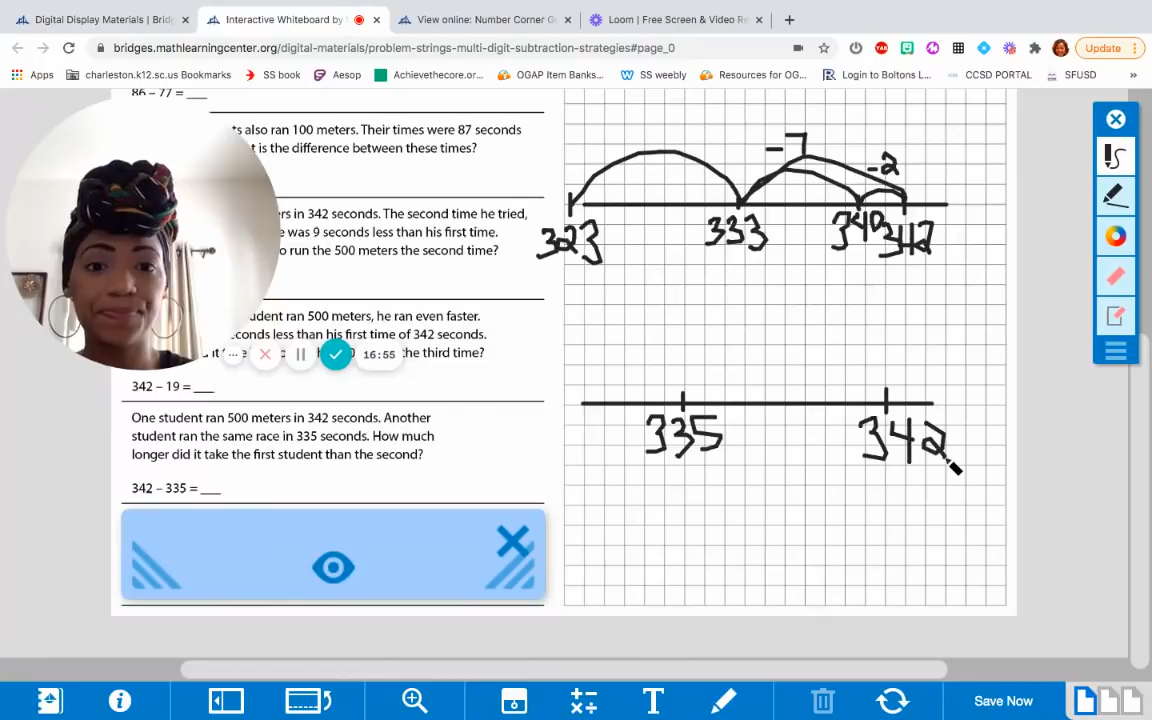 Digital Display Materials | Bridg
Interactive Whiteboard by
View online: Number Corner G
Loom | Free Screen & Video Re
bridges.mathlearningcenter.org/digital-materials/problem-strings-multi-digit-subtraction-strategies#page_0
Update
Apps
charleston.k12.sc.us Bookmarks
SS book
Aesop
Achievethecore.org...
OGAP Item Banks...
SS weekly
Resources for OG...
Login to Boltons L...
CCSD PORTAL
SFUSD
86 – 77 = ___
ts also ran 100 meters. Their times were 87 seconds
t is the difference between these times?
rs in 342 seconds. The second time he tried,
e was 9 seconds less than his first time.
o run the 500 meters the second time?
udent ran 500 meters, he ran even faster.
econds less than his first time of 342 seconds.
the third time?
16:55
342 – 19 = ___
One student ran 500 meters in 342 seconds. Another
student ran the same race in 335 seconds. How much
longer did it take the first student than the second?
342 – 335 = ___
-7
-2
323
333
340
342
335
342
Save Now